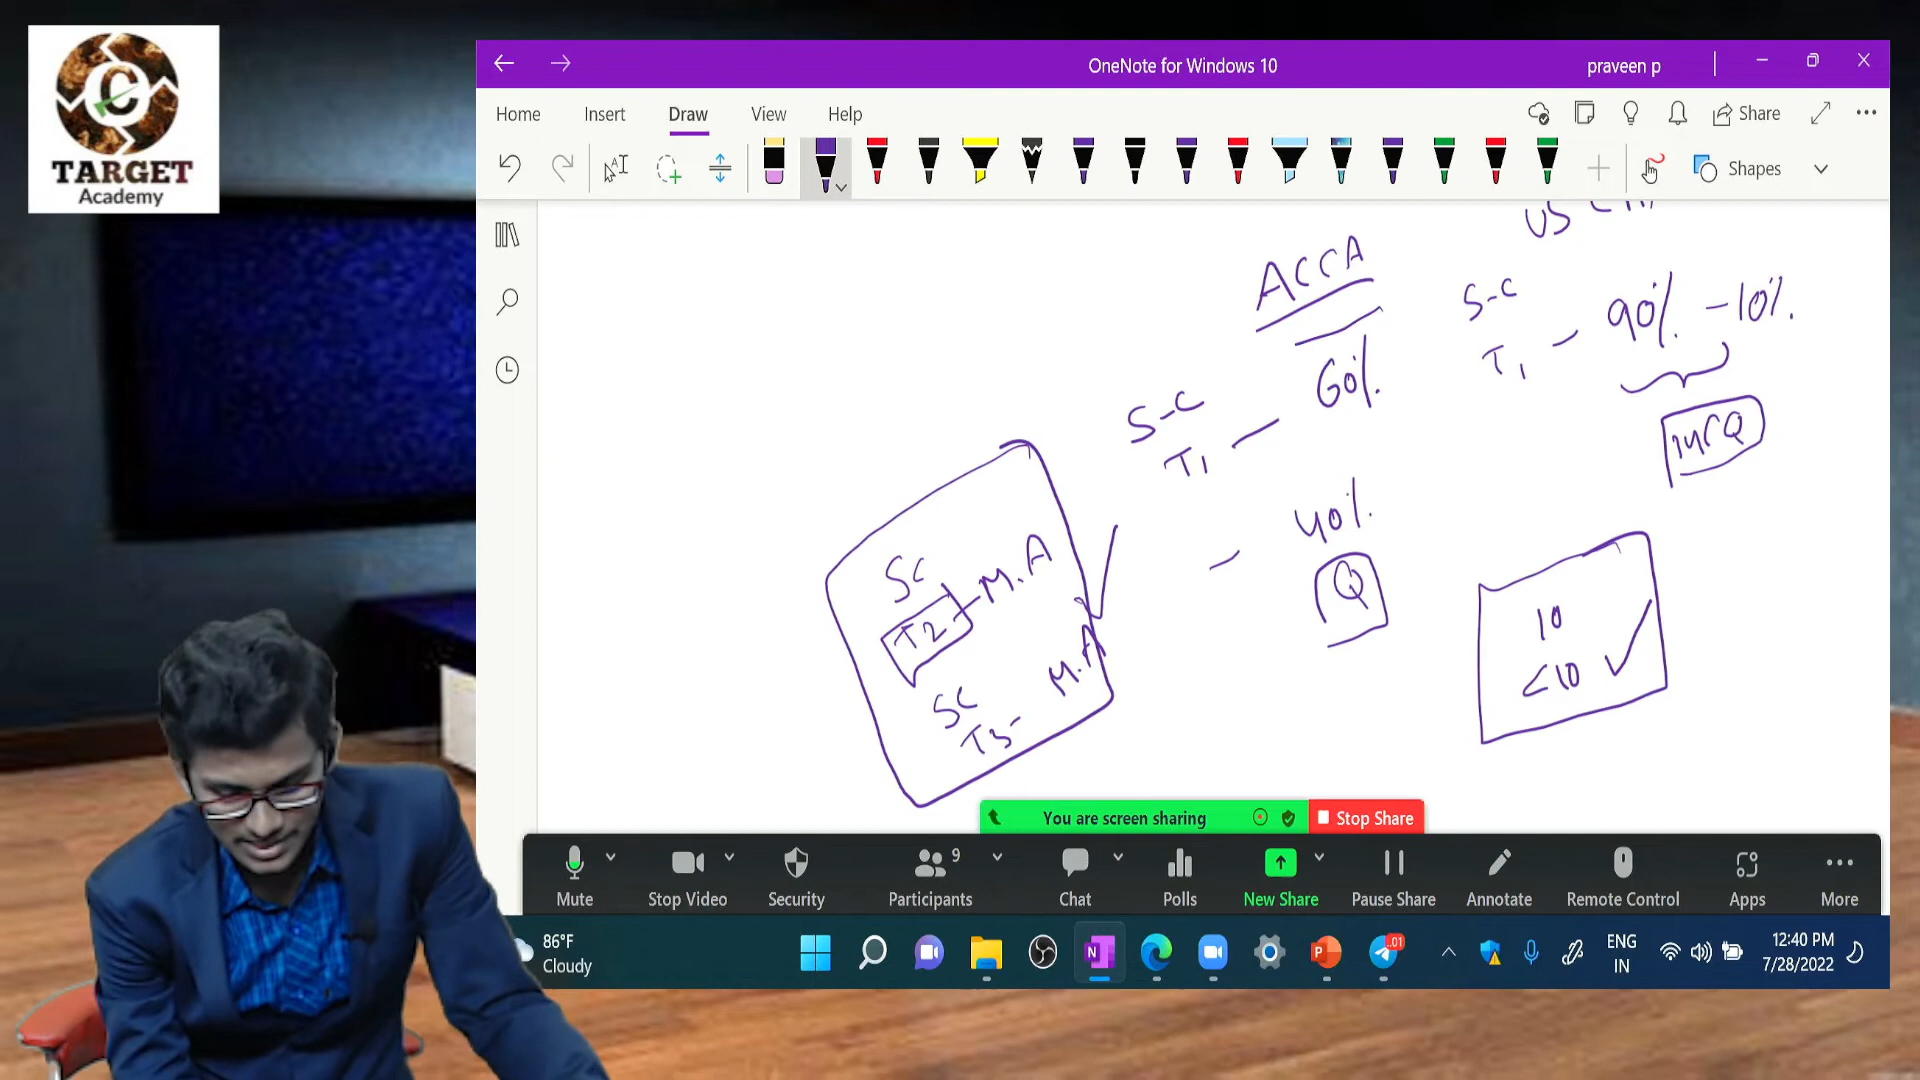 TARGET
Academy
OneNote for Windows 10
praveen p
Home
Insert
Draw
View
Help
Share
Shapes
US
ACCA
60%
S-C
T1 -
- 40%
Q
S-C
T1 - 90% - 10%
SC
T2 - M.A
SC
T3 - M.A
10
<10
You are screen sharing
Stop Share
Mute
Stop Video
Security
Participants 9
Chat
Polls
New Share
Pause Share
Annotate
Remote Control
Apps
More
86°F
Cloudy
ENG
IN
12:40 PM
7/28/2022